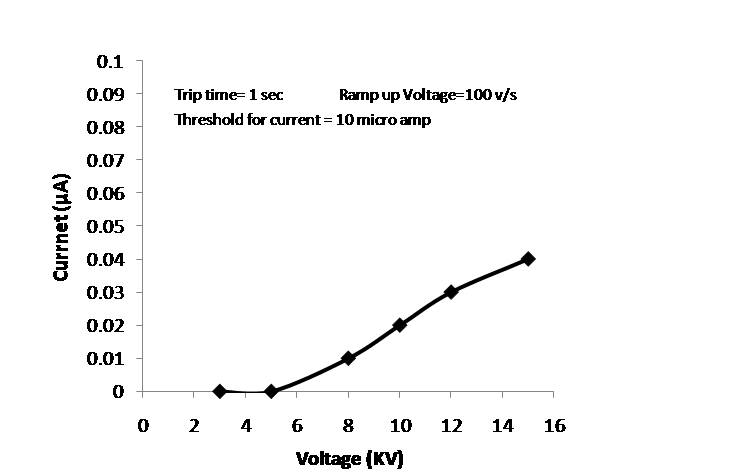 0.1
Trip time= 1 sec Ramp up Voltage=100 v/s
0.09
Threshold for current = 10 micro amp
0.08
0.07
0.06
0.05
0.04
0.03
0.02
0.01
0
Currnet (µA)
0 2 4 6 8 10 12 14 16
Voltage (KV)